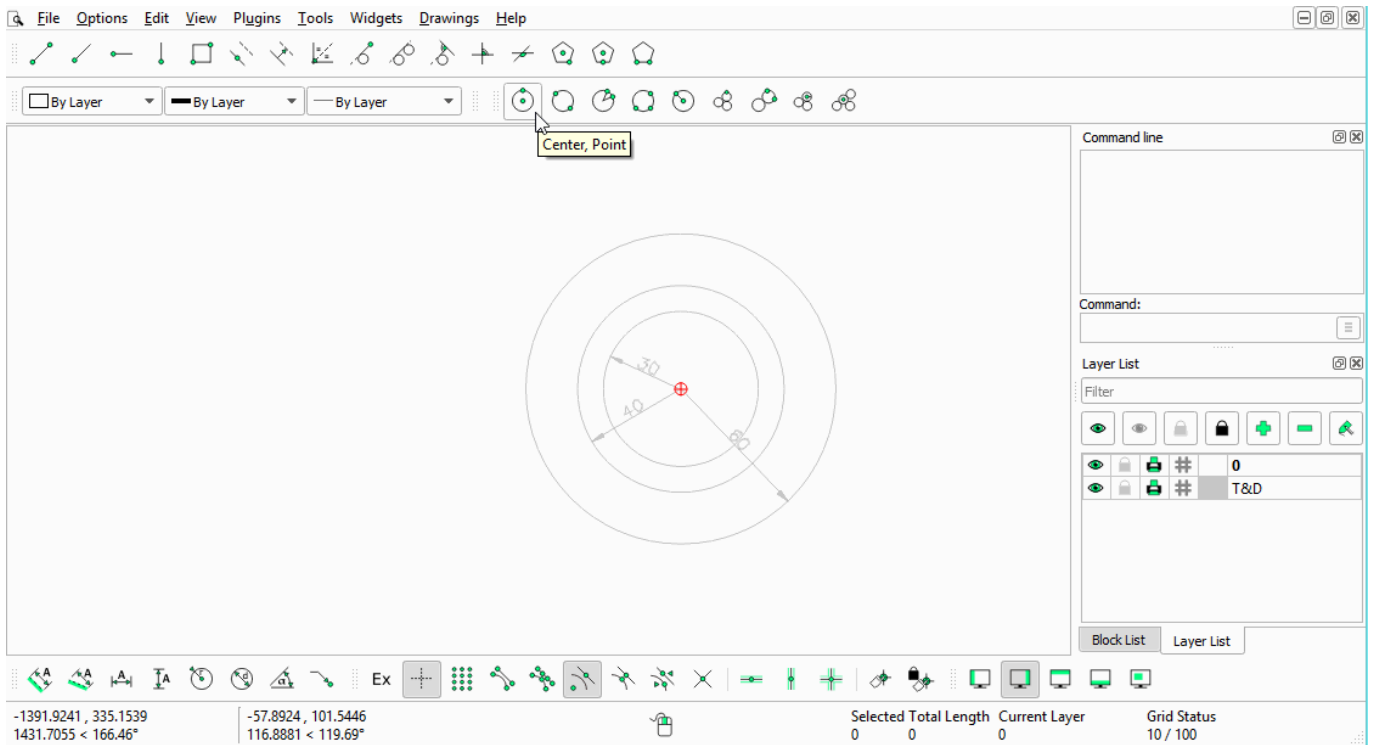 File Options Edit View Plugins Tools Widgets Drawings Help
By Layer By Layer By Layer
Center, Point
Command line
Command:
Layer List
Filter
0
T&D
30
40
60
Block List Layer List
A A A A Ex
-1391.9241 , 335.1539 -57.8924 , 101.5446 Selected Total Length Current Layer Grid Status
1431.7055 < 166.46° 116.8881 < 119.69° 0 0 0 10 / 100